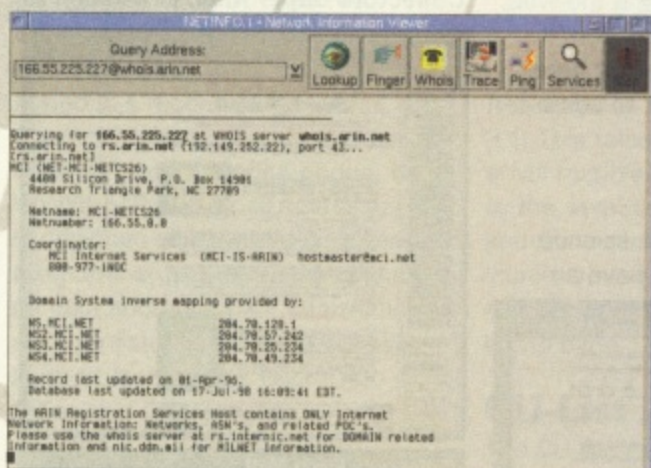 NETINFO.1 • Network Information Viewer
Query Address:
166.55.225.227@whois.arin.net
Lookup Finger Whois Trace Ping Services Stop
Querying for 166.55.225.227 at WHOIS server whois.arin.net
Connecting to rs.arin.net (192.149.252.22), port 43...
[rs.arin.net]
MCI (NET-MCI-NETCS26)
4400 Silicon Drive, P.O. Box 14901
Research Triangle Park, NC 27709
Netname: MCI-NETCS26
Netnumber: 166.55.0.0
Coordinator:
MCI Internet Services (MCI-IS-ARIN) hostmaster@mci.net
800-977-iNOC
Domain System inverse mapping provided by:
NS.MCI.NET 204.70.128.1
NS2.MCI.NET 204.70.57.242
NS3.MCI.NET 204.70.25.234
NS4.MCI.NET 204.70.49.234
Record last updated on 01-Apr-96.
Database last updated on 17-Jul-98 16:09:41 EDT.
The ARIN Registration Services Host contains ONLY Internet
Network Information: Networks, ASN's, and related POC's.
Please use the whois server at rs.internic.net for DOMAIN related
Information and nic.ddn.mil for MILNET Information.